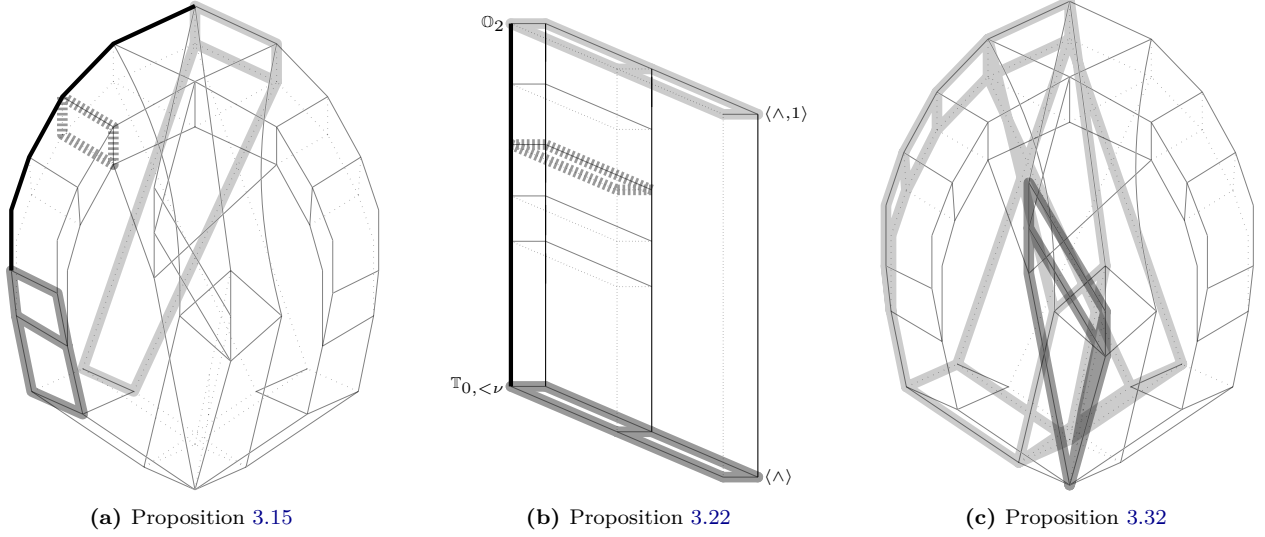 𝕆₂
⟨∧,1⟩
𝕋₀,<ν
⟨∧⟩
(a) Proposition 3.15
(b) Proposition 3.22
(c) Proposition 3.32